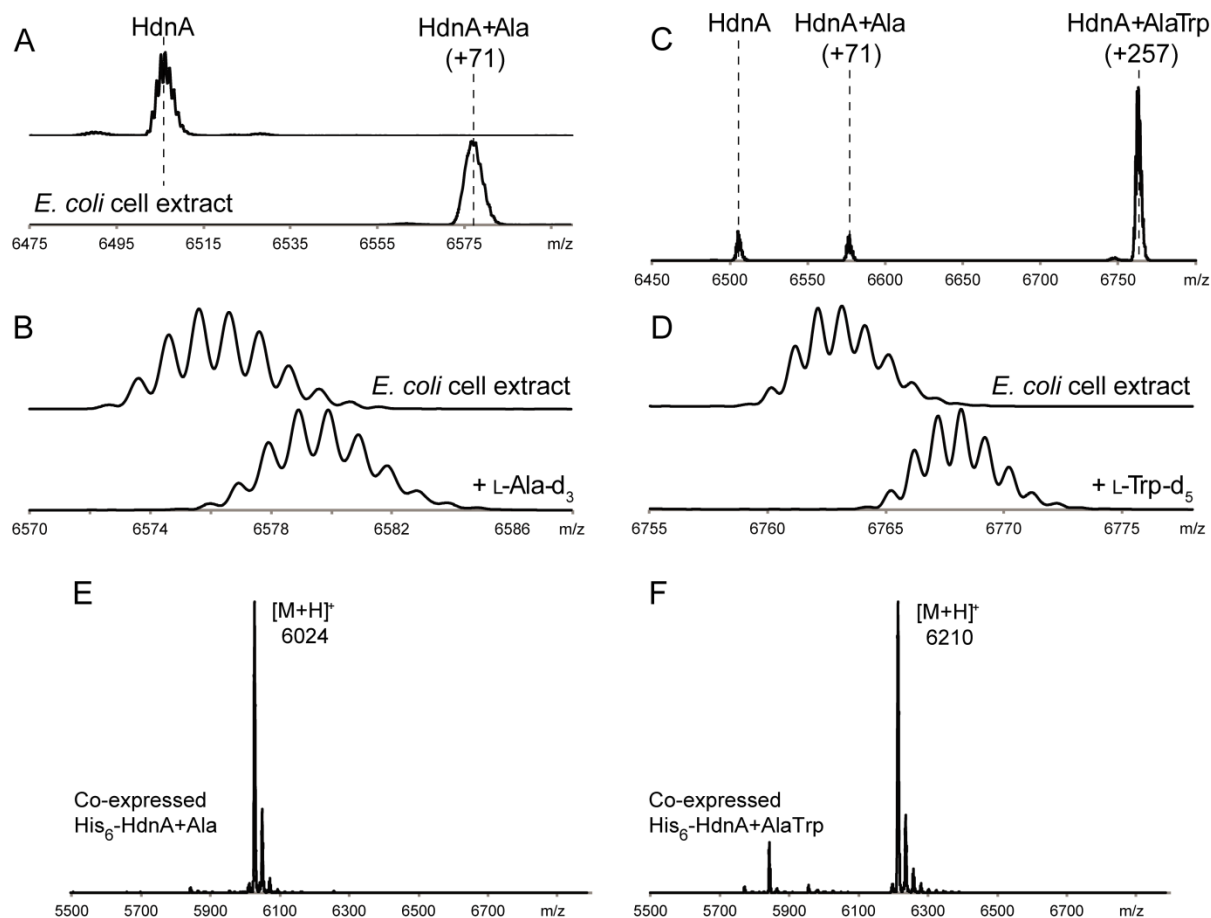 A
HdnA
HdnA+Ala
(+71)
E. coli cell extract
6475 6495 6515 6535 6555 6575 m/z
B
E. coli cell extract
+ L-Ala-d3
6570 6574 6578 6582 6586 m/z
C
HdnA
HdnA+Ala
(+71)
HdnA+AlaTrp
(+257)
6450 6500 6550 6600 6650 6700 6750 m/z
D
E. coli cell extract
+ L-Trp-d5
6755 6760 6765 6770 6775 m/z
E
[M+H]+
6024
Co-expressed
His6-HdnA+Ala
5500 5700 5900 6100 6300 6500 6700 m/z
F
[M+H]+
6210
Co-expressed
His6-HdnA+AlaTrp
5500 5700 5900 6100 6300 6500 6700 m/z